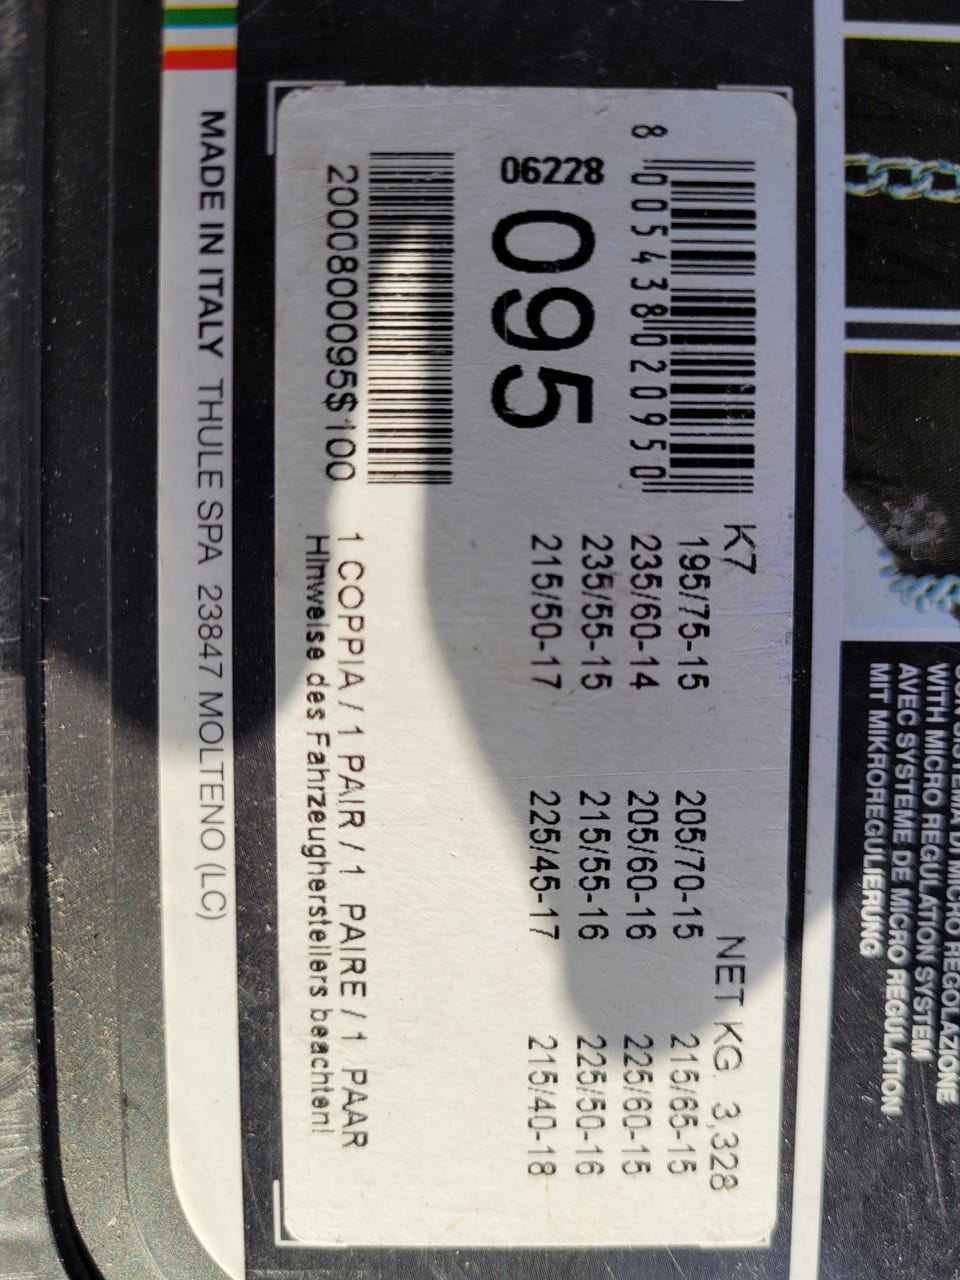 K7 NET KG. 3,328
195/75-15 205/70-15 215/65-15
235/60-14 205/60-16 225/60-15
235/55-15 215/55-16 225/50-16
215/50-17 225/45-17 215/40-18
8 005438 020950
06228
095
2000800095$100
1 COPPIA / 1 PAIR / 1 PAIRE / 1 PAAR
Hinweise des Fahrzeugherstellers beachten!
MADE IN ITALY THULE SPA 23847 MOLTENO (LC)
CON SISTEMA DI MICRO REGOLAZIONE
WITH MICRO REGULATION SYSTEM
AVEC SYSTEME DE MICRO REGULATION
MIT MIKROREGULIERUNG